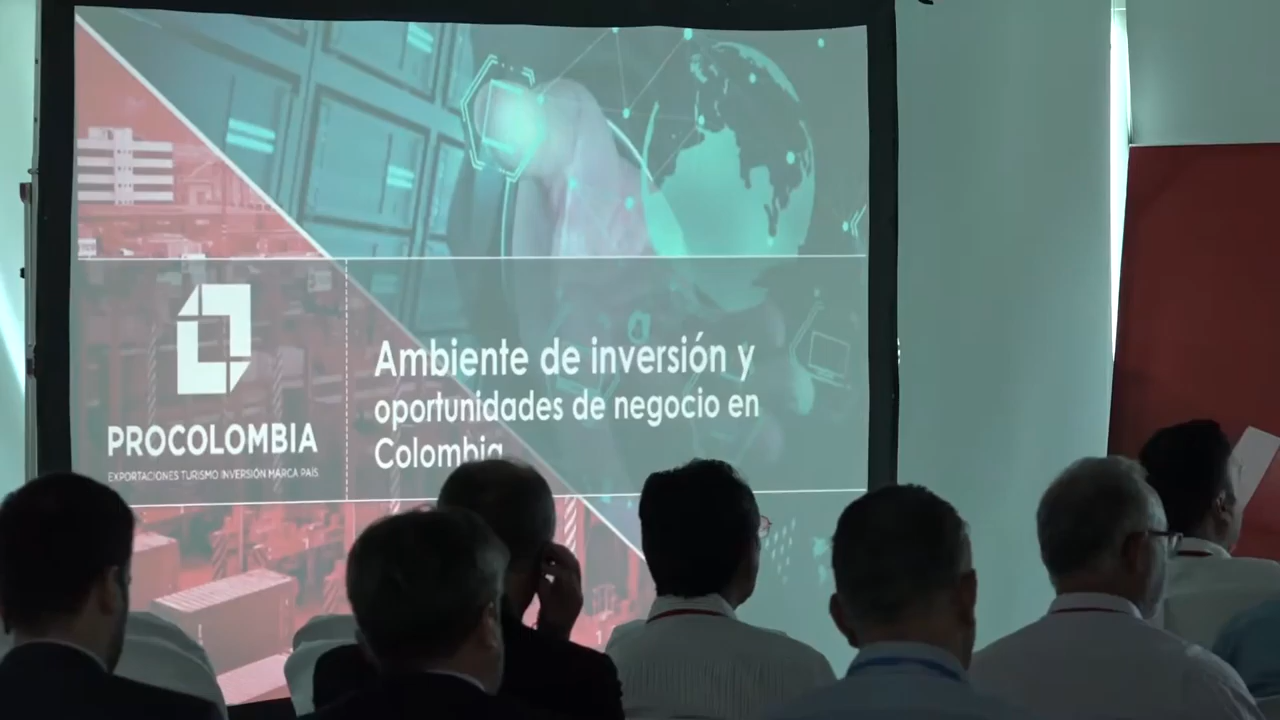 PROCOLOMBIA
EXPORTACIONES TURISMO INVERSIÓN MARCA PAÍS
Ambiente de inversión y
oportunidades de negocio en
Colombia